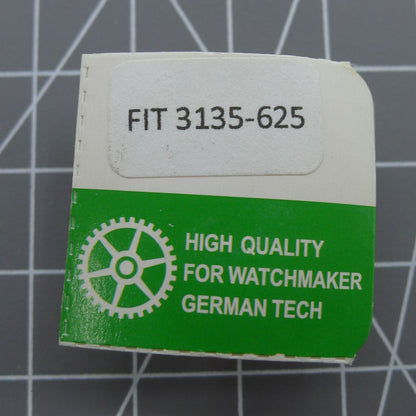 FIT 3135-625
HIGH QUALITY
FOR WATCHMAKER
GERMAN TECH